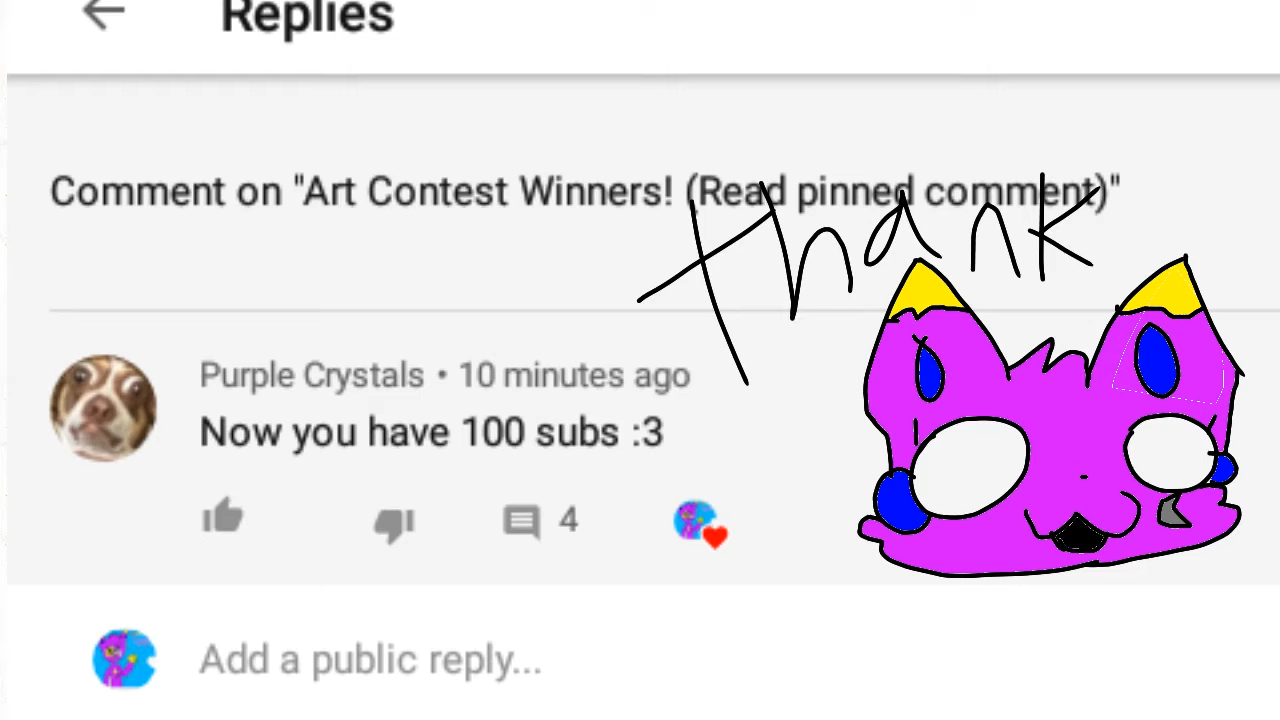 Replies
Comment on "Art Contest Winners! (Read pinned comment)"
thank
Purple Crystals • 10 minutes ago
Now you have 100 subs :3
4
Add a public reply...